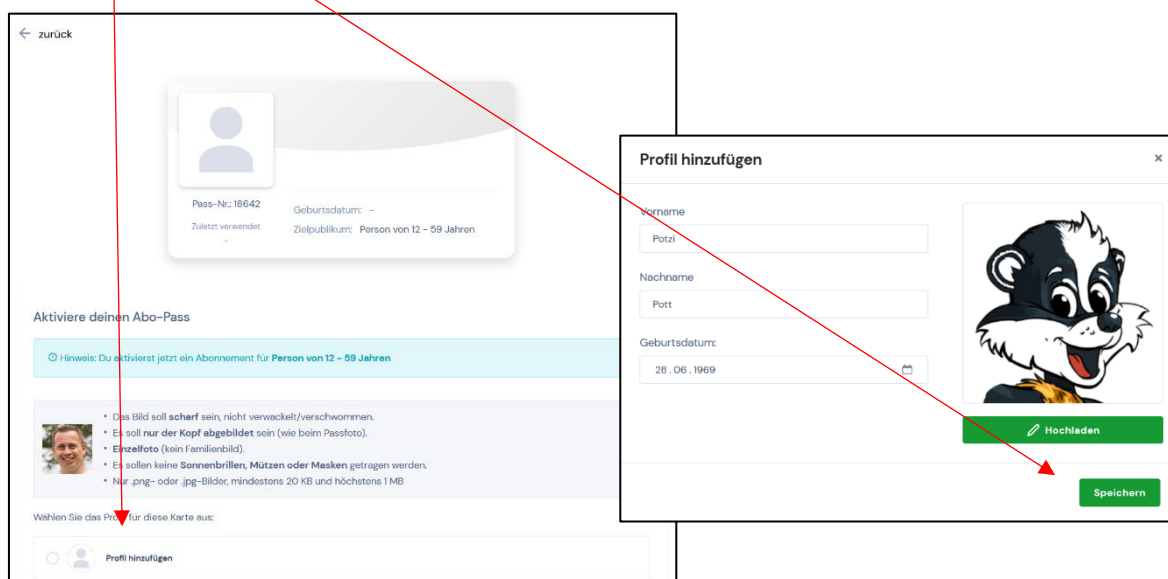 ← zurück
Pass-Nr.: 18642
Zuletzt verwendet
-
Geburtsdatum: -
Zielpublikum: Person von 12 - 59 Jahren
Aktiviere deinen Abo-Pass
Hinweis: Du aktivierst jetzt ein Abonnement für Person von 12 - 59 Jahren
• Das Bild soll scharf sein, nicht verwackelt/verschwommen.
• Es soll nur der Kopf abgebildet sein (wie beim Passfoto).
• Einzelfoto (kein Familienbild).
• Es sollen keine Sonnenbrillen, Mützen oder Masken getragen werden.
• Nur .png- oder .jpg-Bilder, mindestens 20 KB und höchstens 1 MB
Wählen Sie das Profil für diese Karte aus:
Profil hinzufügen
Profil hinzufügen
×
Vorname
Potzi
Nachname
Pott
Geburtsdatum:
28.06.1969
Hochladen
Speichern